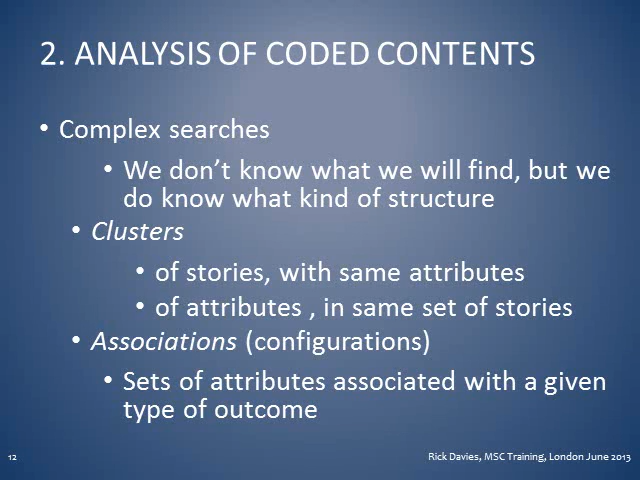 2. ANALYSIS OF CODED CONTENTS
• Complex searches
• We don't know what we will find, but we
do know what kind of structure
• Clusters
• of stories, with same attributes
• of attributes , in same set of stories
• Associations (configurations)
• Sets of attributes associated with a given
type of outcome
12
Rick Davies, MSC Training, London June 2013